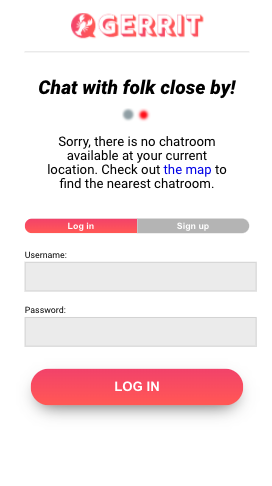 GERRIT
Chat with folk close by!
Sorry, there is no chatroom
available at your current
location. Check out the map to
find the nearest chatroom.
Log in
Sign up
Username:
Password:
LOG IN